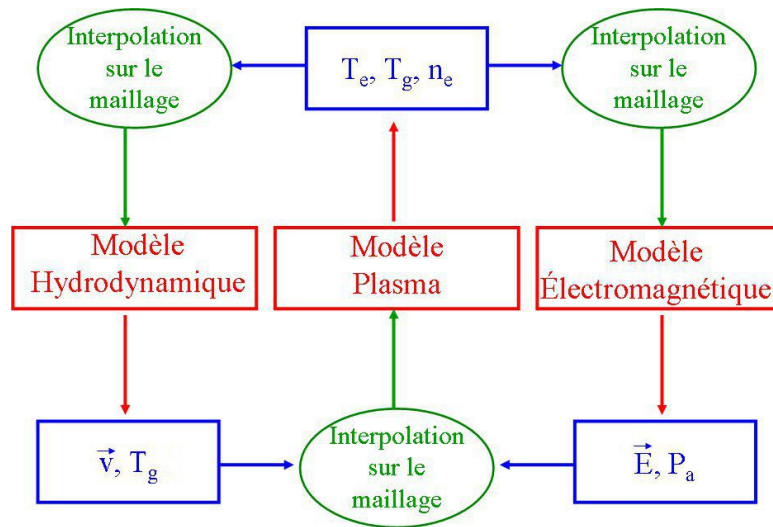 Interpolation
sur le
maillage
Te, Tg, ne
Interpolation
sur le
maillage
Modèle
Hydrodynamique
Modèle
Plasma
Modèle
Électromagnétique
v⃗, Tg
Interpolation
sur le
maillage
E⃗, Pa